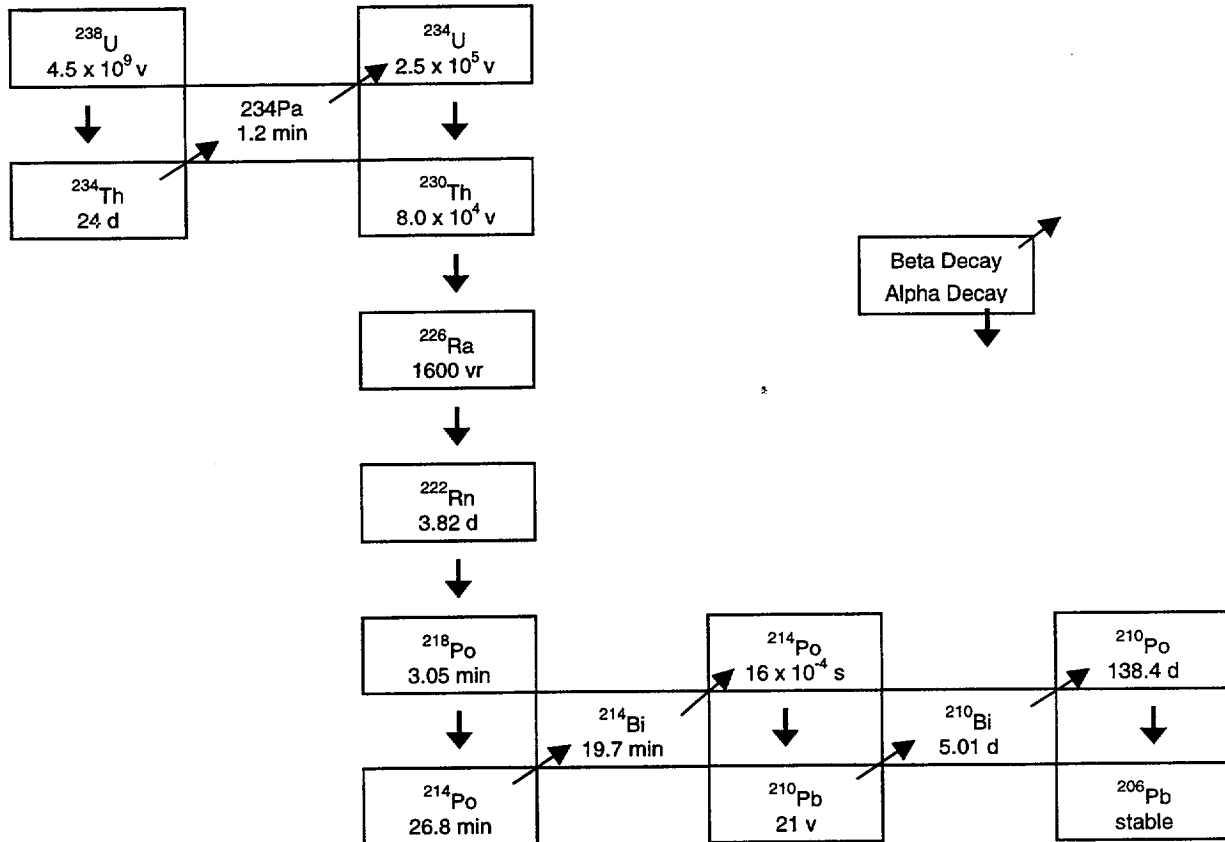 ²³⁸U
4.5 x 10⁹ v
²³⁴U
2.5 x 10⁵ v
234Pa
1.2 min
²³⁴Th
24 d
²³⁰Th
8.0 x 10⁴ v
Beta Decay
Alpha Decay
²²⁶Ra
1600 vr
²²²Rn
3.82 d
²¹⁸Po
3.05 min
²¹⁴Po
16 x 10⁻⁴ s
²¹⁰Po
138.4 d
²¹⁴Bi
19.7 min
²¹⁰Bi
5.01 d
²¹⁴Po
26.8 min
²¹⁰Pb
21 v
²⁰⁶Pb
stable